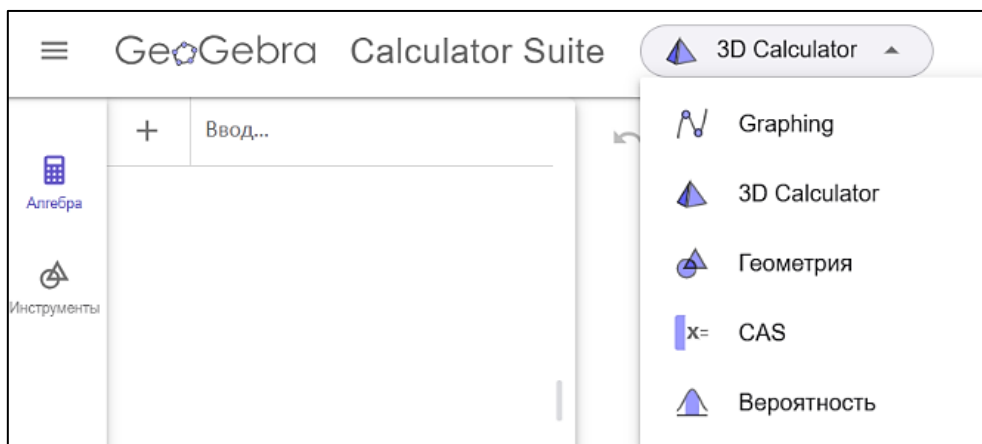 GeoGebra Calculator Suite 3D Calculator
Ввод...
Алгебра
Инструменты
Graphing
3D Calculator
Геометрия
x= CAS
Вероятность